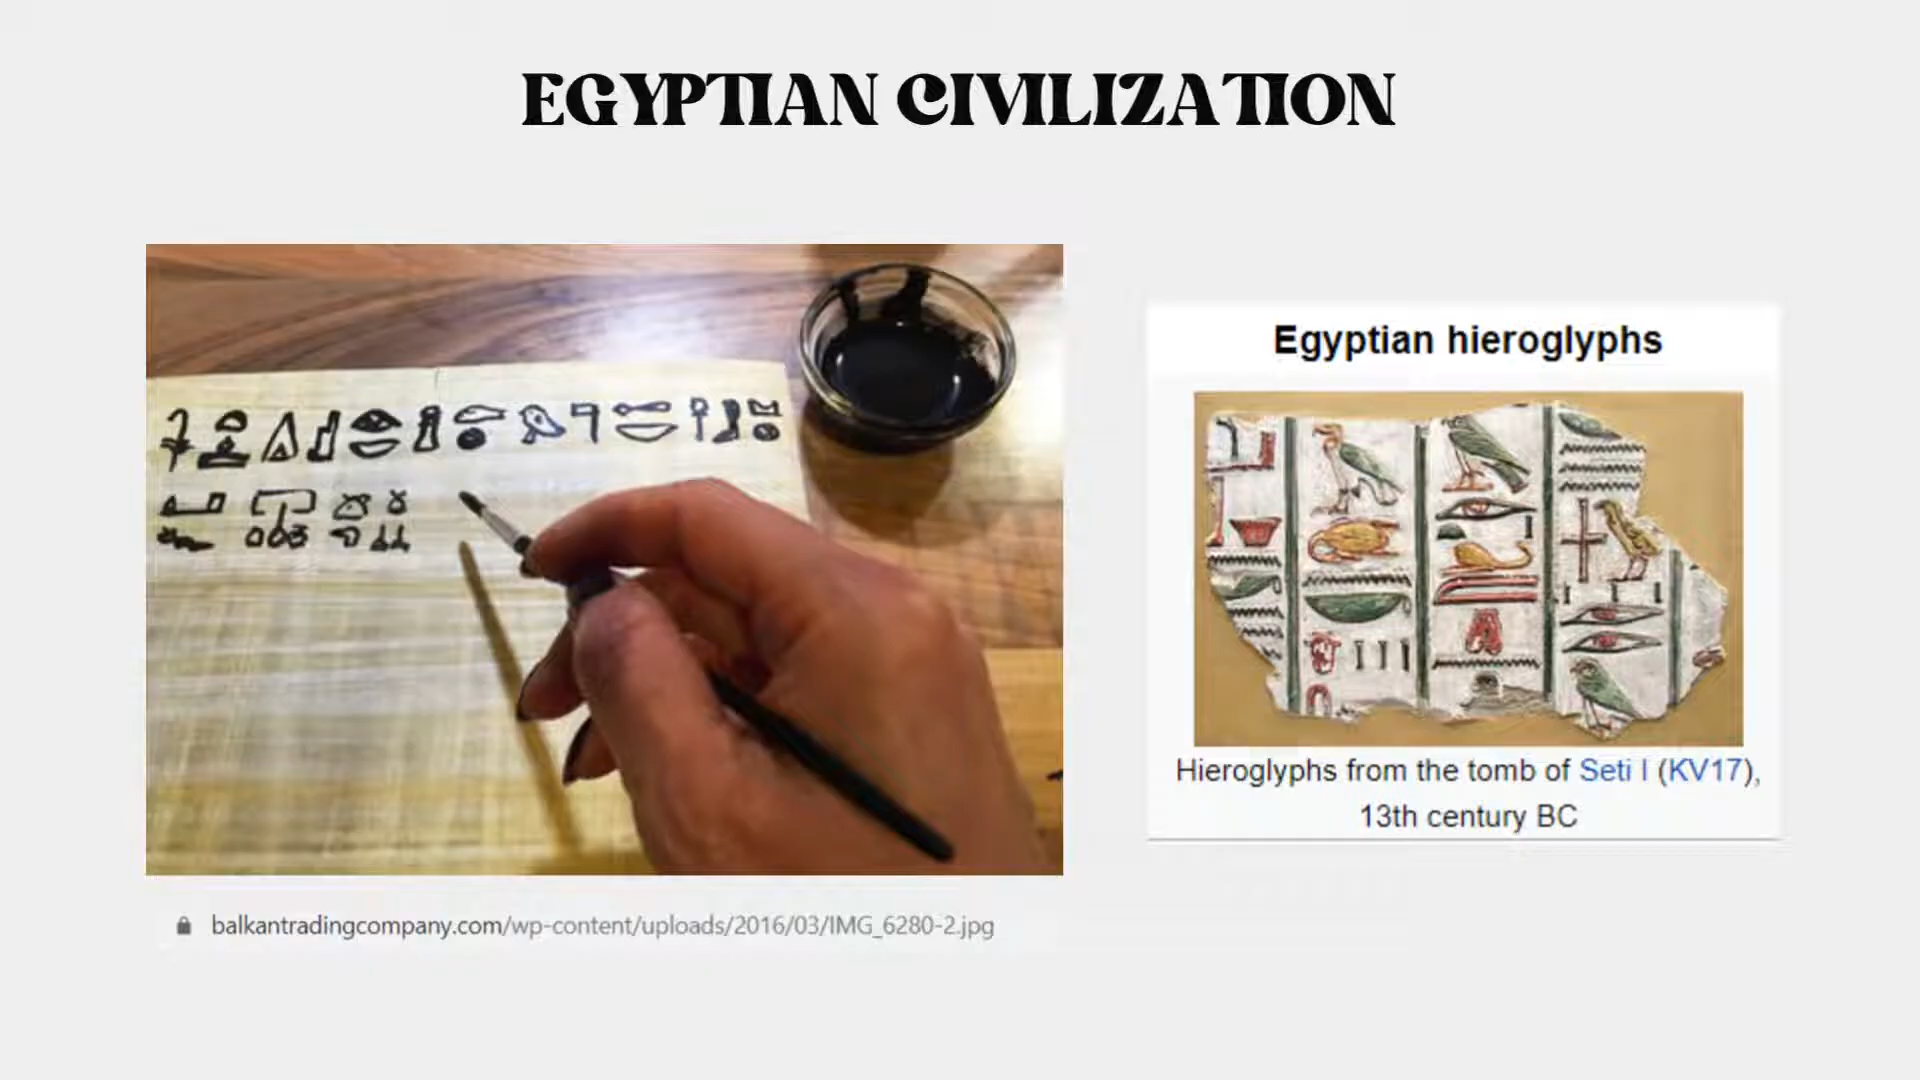 EGYPTIAN CIVILIZATION
balkantradingcompany.com/wp-content/uploads/2016/03/IMG_6280-2.jpg
Egyptian hieroglyphs
Hieroglyphs from the tomb of Seti I (KV17),
13th century BC